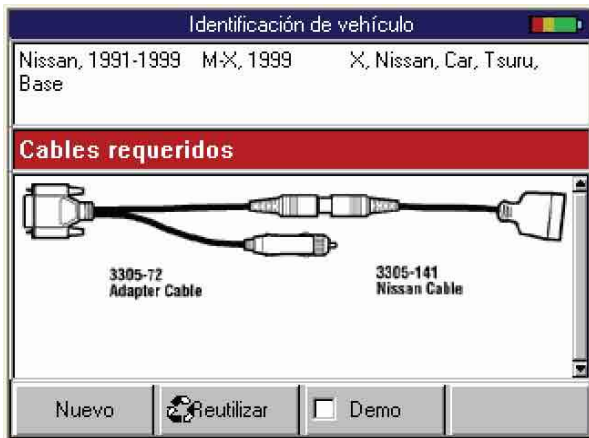 Identificación de vehículo
Nissan, 1991-1999 M-X, 1999 X, Nissan, Car, Tsuru,
Base
Cables requeridos
3305-72
Adapter Cable
3305-141
Nissan Cable
Nuevo
Reutilizar
Demo